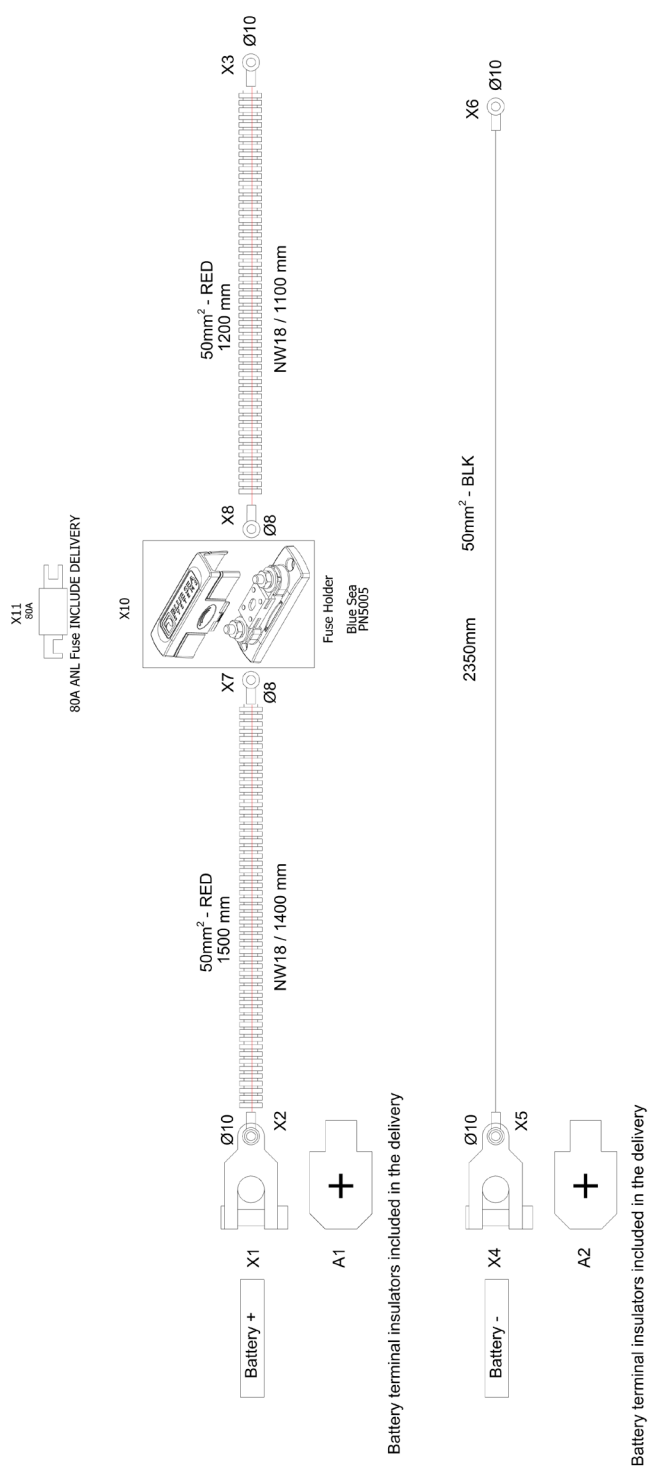 X11
80A
80A ANL Fuse INCLUDE DELIVERY
X10
BLUE SEA
SYSTEMS
Fuse Holder
Blue Sea
PN5005
Battery +
X1
Ø10
X2
50mm² - RED
1500 mm
NW18 / 1400 mm
X7
Ø8
X8
Ø8
50mm² - RED
1200 mm
NW18 / 1100 mm
X3
Ø10
A1
+
Battery terminal insulators included in the delivery
Battery -
X4
Ø10
X5
2350mm
50mm² - BLK
X6
Ø10
A2
+
Battery terminal insulators included in the delivery